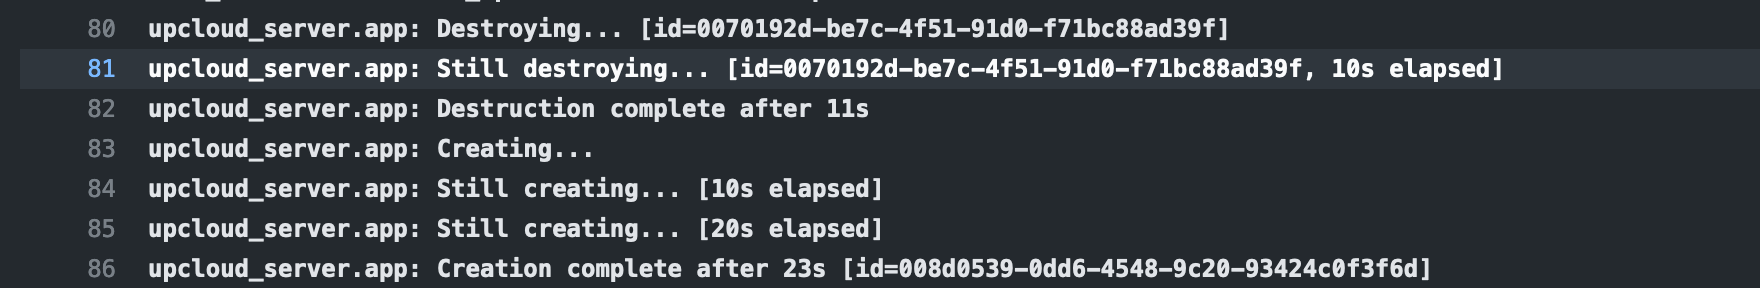 80 upcloud_server.app: Destroying... [id=0070192d-be7c-4f51-91d0-f71bc88ad39f]
81 upcloud_server.app: Still destroying... [id=0070192d-be7c-4f51-91d0-f71bc88ad39f, 10s elapsed]
82 upcloud_server.app: Destruction complete after 11s
83 upcloud_server.app: Creating...
84 upcloud_server.app: Still creating... [10s elapsed]
85 upcloud_server.app: Still creating... [20s elapsed]
86 upcloud_server.app: Creation complete after 23s [id=008d0539-0dd6-4548-9c20-93424c0f3f6d]